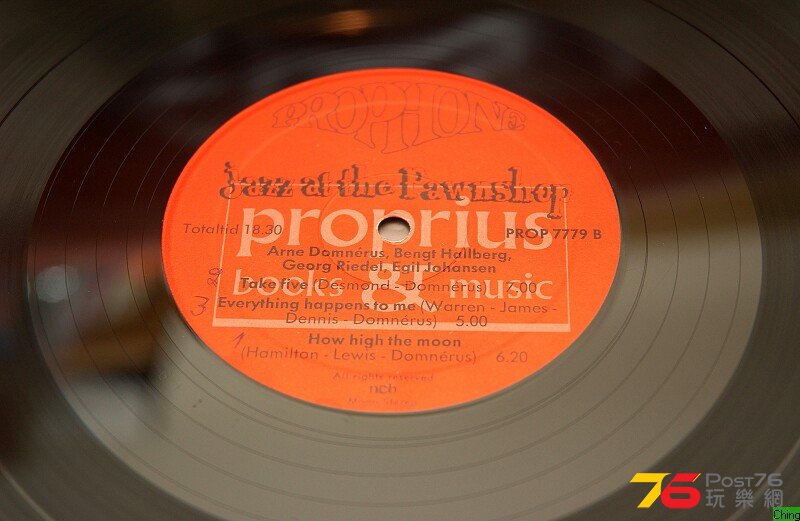 PROPHONE
Jazz at the Pawnshop
proprius
Totaltid 18.30
PROP 7779 B
Arne Domnérus, Bengt Hallberg,
Georg Riedel, Egil Johansen
books & music
Take five (Desmond - Domnérus) 7.00
Everything happens to me (Warren - James -
Dennis - Domnérus) 5.00
How high the moon
(Hamilton - Lewis - Domnérus) 6.20
All rights reserved
ncb
76 Post76
玩樂網
Ching